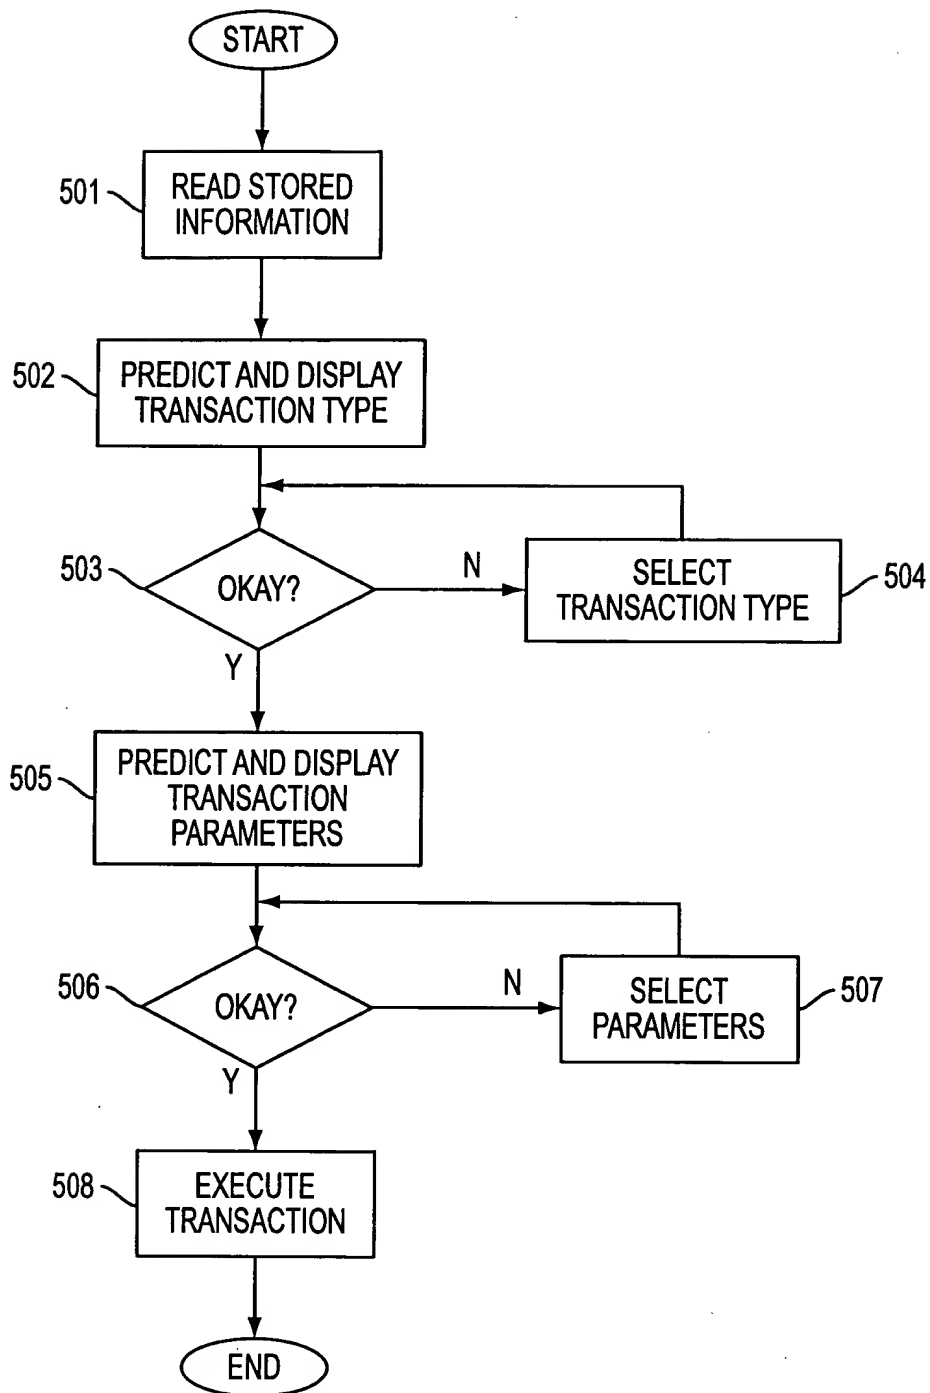 START
501
READ STORED
INFORMATION
502
PREDICT AND DISPLAY
TRANSACTION TYPE
503
OKAY?
N
SELECT
TRANSACTION TYPE
504
Y
505
PREDICT AND DISPLAY
TRANSACTION
PARAMETERS
506
OKAY?
N
SELECT
PARAMETERS
507
Y
508
EXECUTE
TRANSACTION
END